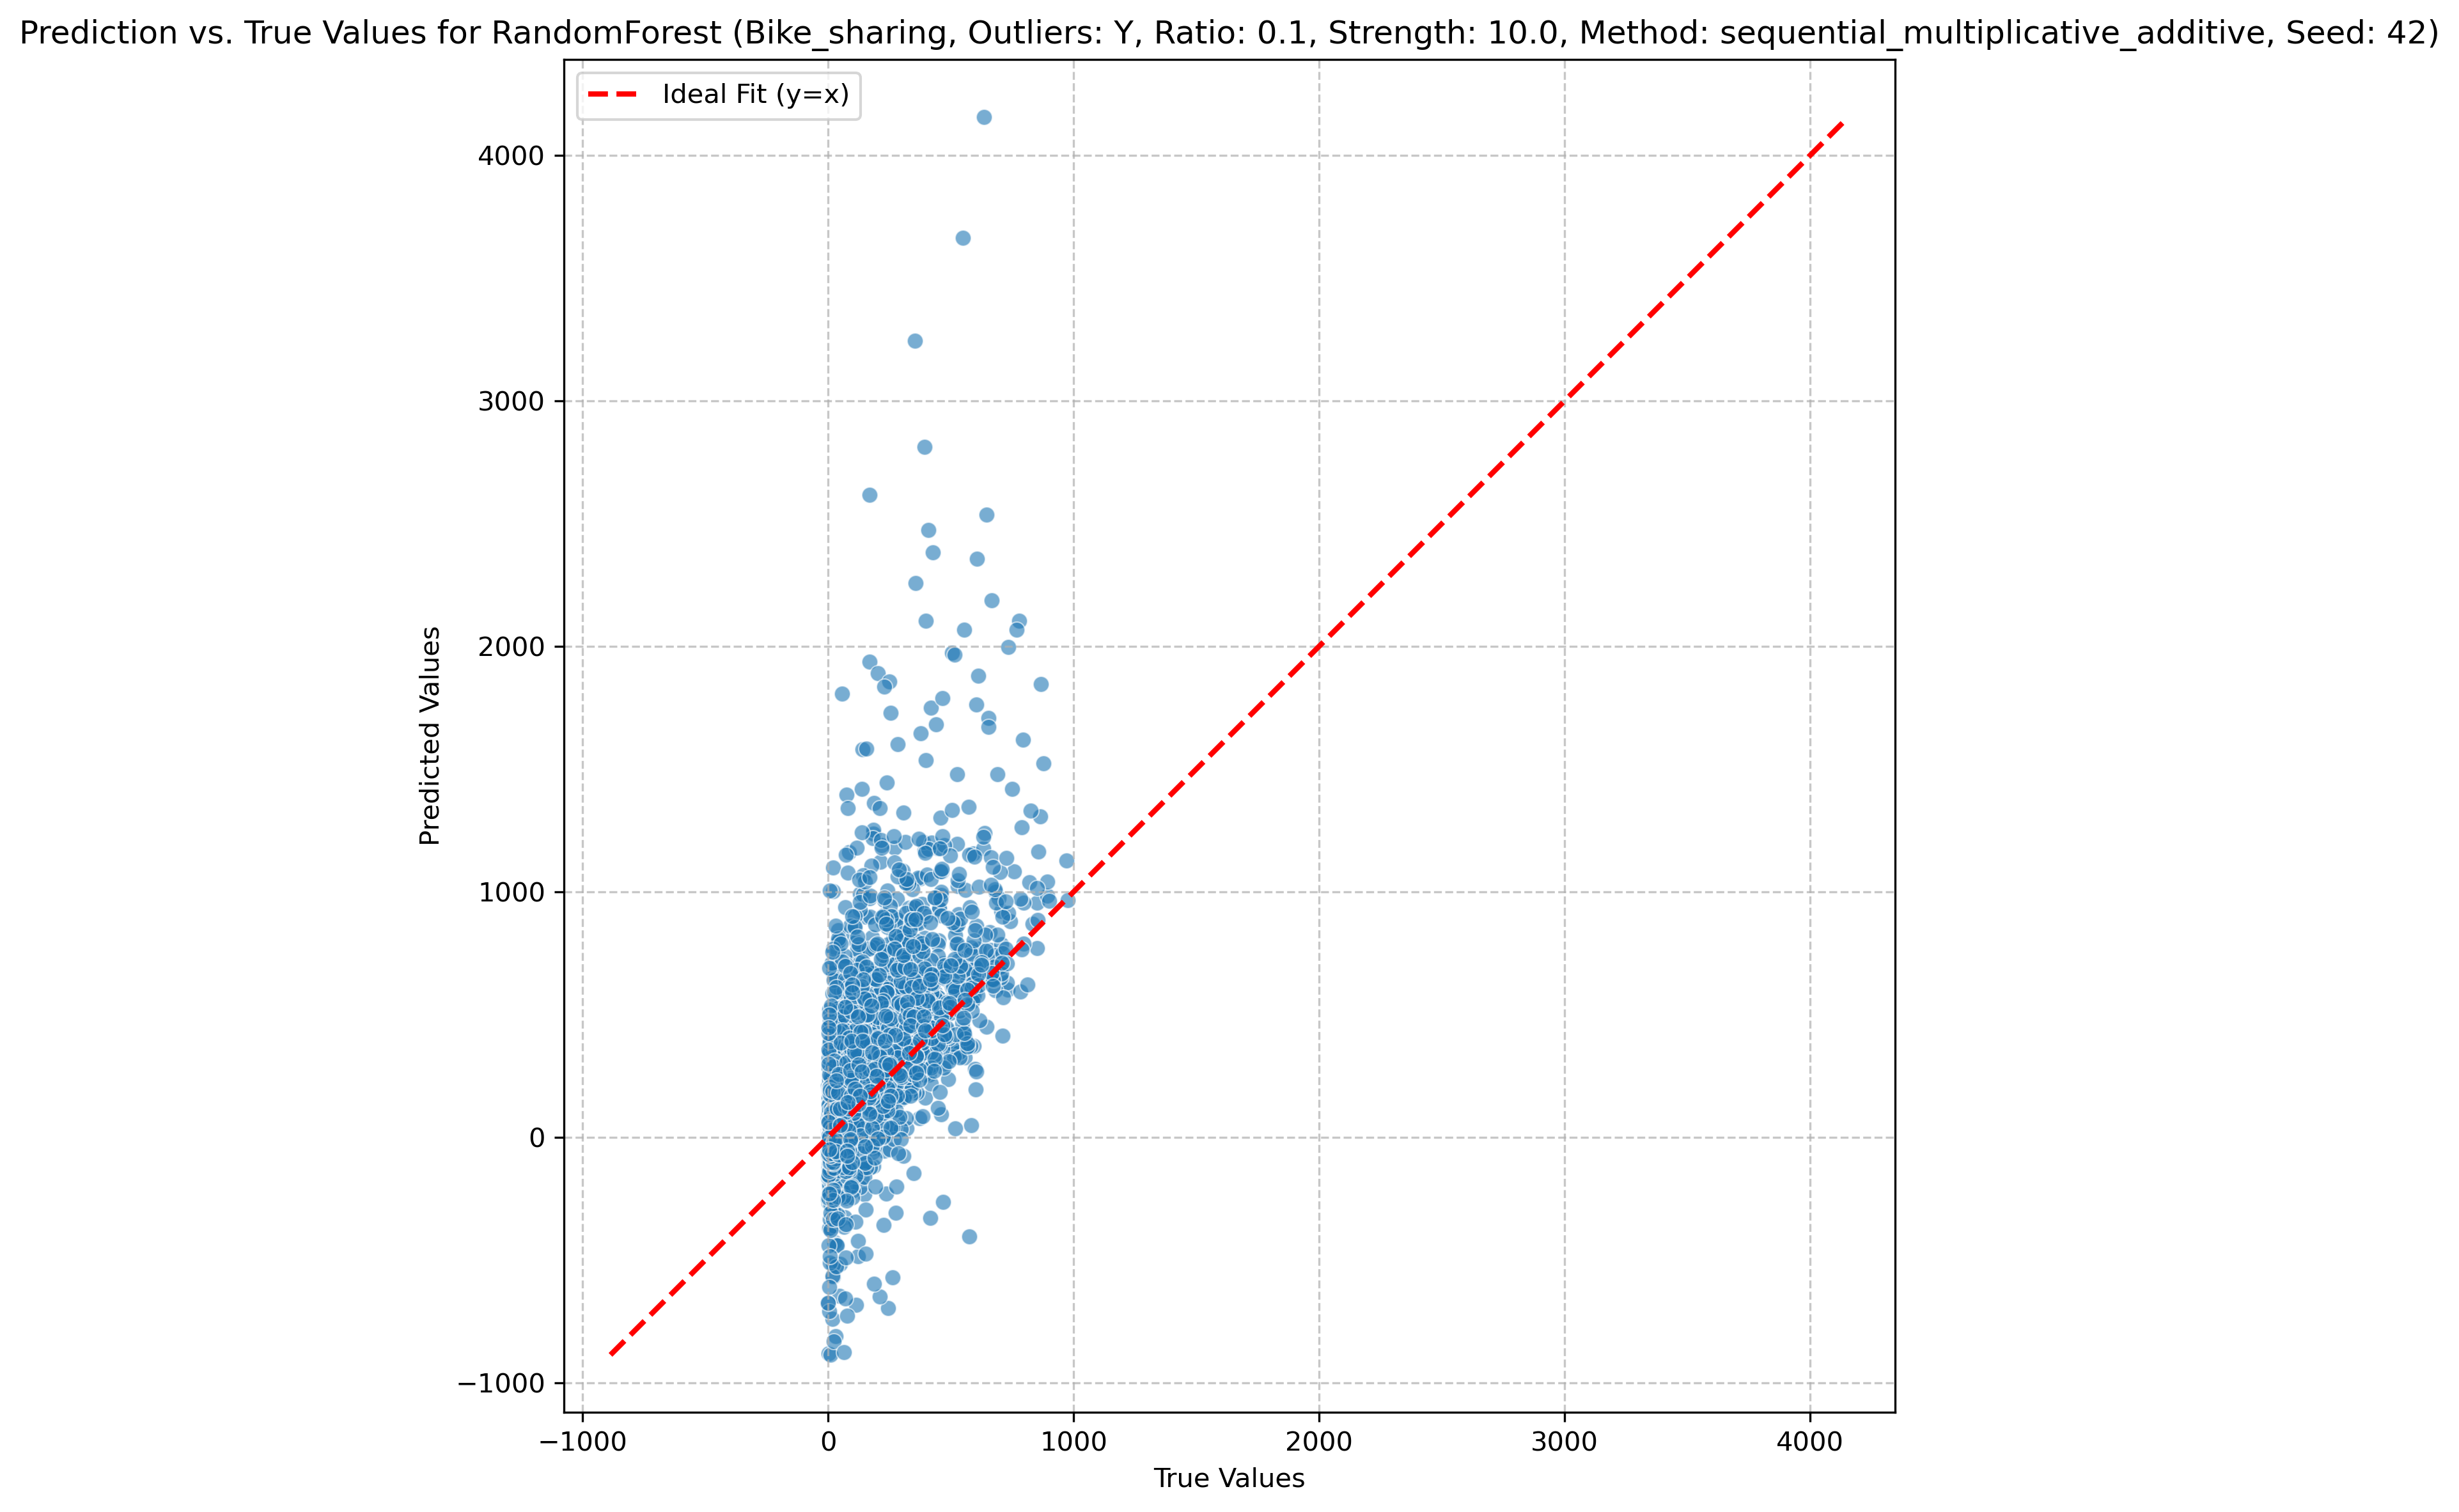 Prediction vs. True Values for RandomForest (Bike_sharing, Outliers: Y, Ratio: 0.1, Strength: 10.0, Method: sequential_multiplicative_additive, Seed: 42)
Ideal Fit (y=x)
4000
3000
2000
1000
0
−1000
Predicted Values
−1000 0 1000 2000 3000 4000
True Values